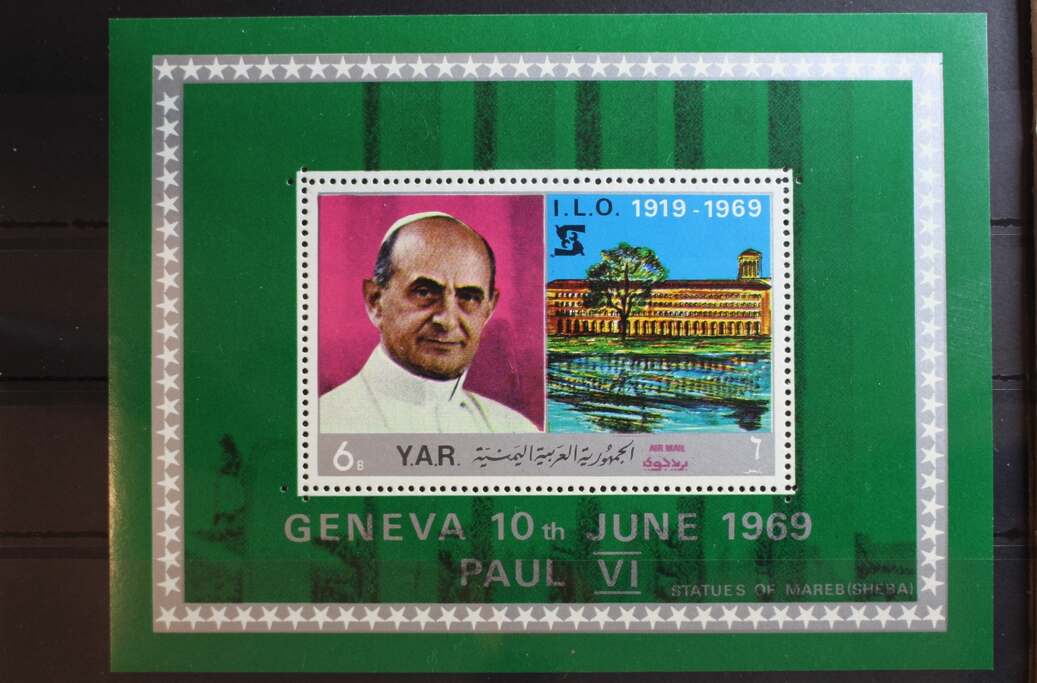 I.L.O. 1919 - 1969
6 B Y.A.R. الجمهورية العربية اليمنية AIR MAIL ٦
بريد جوي
GENEVA 10th JUNE 1969
PAUL VI
STATUES OF MAREB (SHEBA)